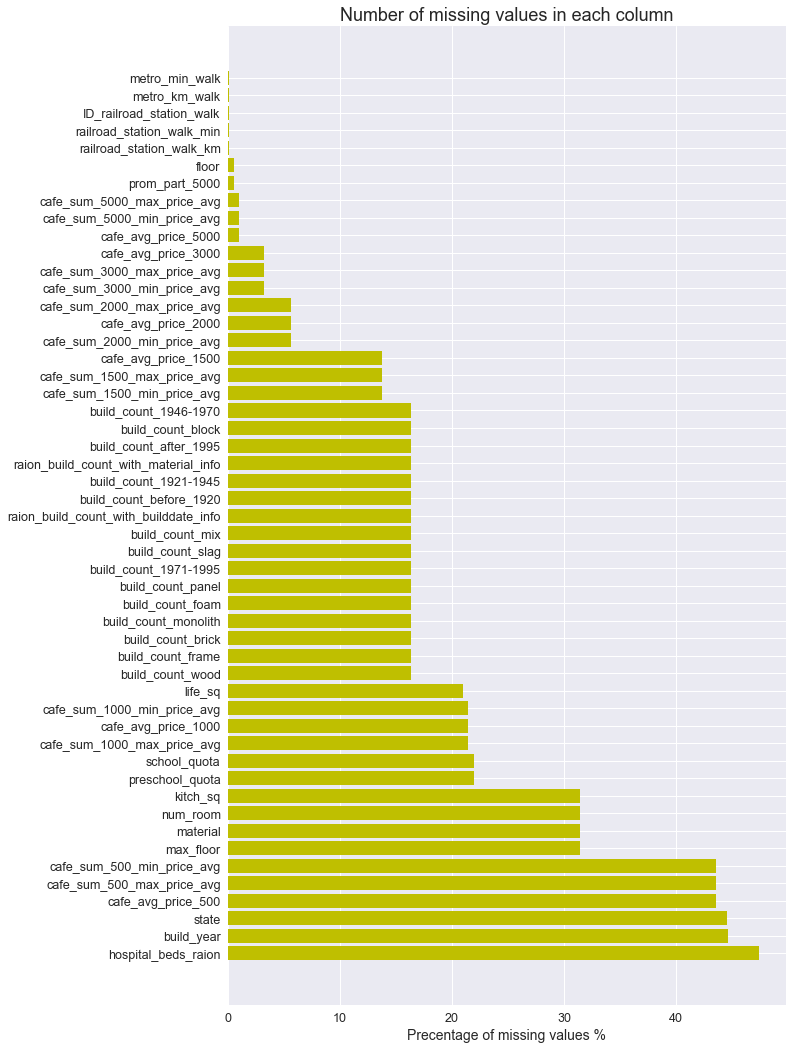 Number of missing values in each column
metro_min_walk
metro_km_walk
ID_railroad_station_walk
railroad_station_walk_min
railroad_station_walk_km
floor
prom_part_5000
cafe_sum_5000_max_price_avg
cafe_sum_5000_min_price_avg
cafe_avg_price_5000
cafe_avg_price_3000
cafe_sum_3000_max_price_avg
cafe_sum_3000_min_price_avg
cafe_sum_2000_max_price_avg
cafe_avg_price_2000
cafe_sum_2000_min_price_avg
cafe_avg_price_1500
cafe_sum_1500_max_price_avg
cafe_sum_1500_min_price_avg
build_count_1946-1970
build_count_block
build_count_after_1995
raion_build_count_with_material_info
build_count_1921-1945
build_count_before_1920
raion_build_count_with_builddate_info
build_count_mix
build_count_slag
build_count_1971-1995
build_count_panel
build_count_foam
build_count_monolith
build_count_brick
build_count_frame
build_count_wood
life_sq
cafe_sum_1000_min_price_avg
cafe_avg_price_1000
cafe_sum_1000_max_price_avg
school_quota
preschool_quota
kitch_sq
num_room
material
max_floor
cafe_sum_500_min_price_avg
cafe_sum_500_max_price_avg
cafe_avg_price_500
state
build_year
hospital_beds_raion
0 10 20 30 40
Precentage of missing values %